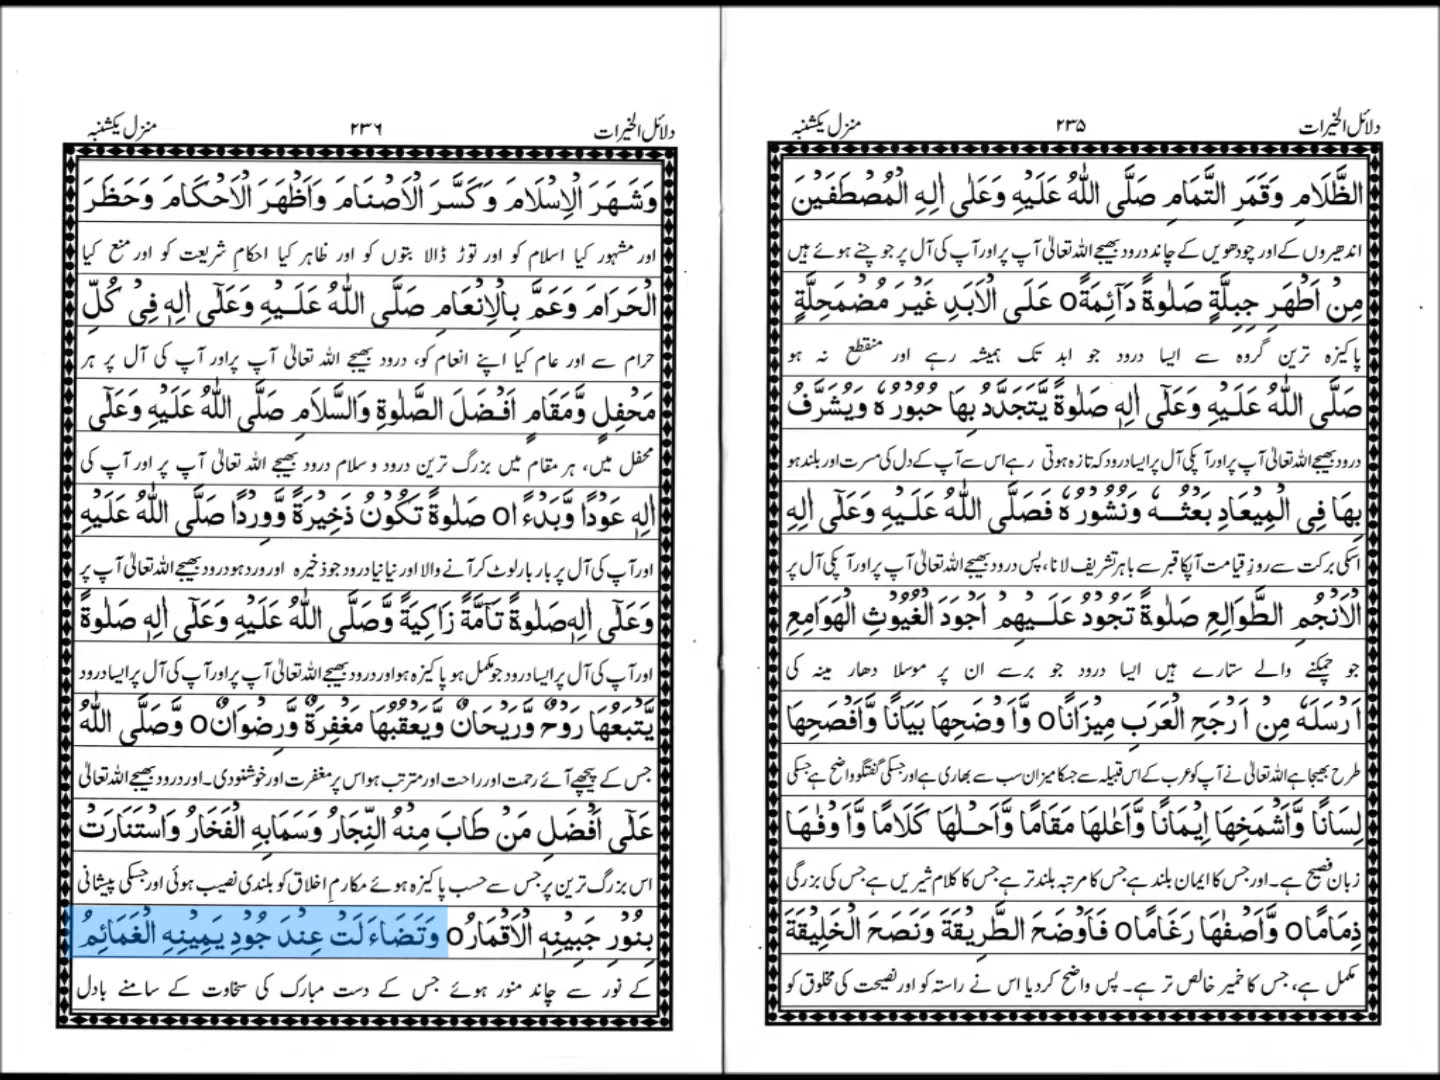 دلائل الخیرات ۲۳۵ منزل یکشنبہ
الظَّلَامِ وَقَمَرِ التَّمَامِ صَلَّى اللّٰهُ عَلَيْهِ وَعَلٰى اٰلِهِ الْمُصْطَفَيْنَ
اندھیروں کے اور چودھویں کے چاند درود بھیجے اللہ تعالیٰ آپ پر اور آپ کی آل پر جو چنے ہوئے ہیں
مِنْ اَطْهَرِ جِبِلَّةٍ صَلٰوةً دَآئِمَةً o عَلَى الْاَبَدِ غَيْرَ مُضْمَحِلَّةٍ
پاکیزہ ترین گروہ سے ایسا درود جو ابد تک ہمیشہ رہے اور منقطع نہ ہو
صَلَّى اللّٰهُ عَلَيْهِ وَعَلٰٓى اٰلِهٖ صَلٰوةً يَّتَجَدَّدُ بِهَا حُبُوْرُهٗ وَيُشَرَّفُ
درود بھیجے اللہ تعالیٰ آپ پر اور آپ کی آل پر ایسا درود کہ تازہ ہوتی رہے اس سے آپ کے دل کی مسرت اور بلند ہو
بِهَا فِى الْمِيْعَادِ بَعْثُهٗ وَنُشُوْرُهٗ فَصَلَّى اللّٰهُ عَلَيْهِ وَعَلٰٓى اٰلِهِ
اسکی برکت سے روزِ قیامت آپکا قبر سے باہر تشریف لانا، پس درود بھیجے اللہ تعالیٰ آپ پر اور آپکی آل پر
الْاَنْجُمِ الطَّوَالِعِ صَلٰوةً تَجُوْدُ عَلَيْهِمْ اَجْوَدَ الْغُيُوْثِ الْهَوَامِعِ
جو چمکنے والے ستارے ہیں ایسا درود جو برسے ان پر موسلا دھار مینہ کی
اَرْسَلَهٗ مِنْ اَرْجَحِ الْعَرَبِ مِيْزَانًا o وَّاَوْضَحِهَا بَيَانًا وَّاَفْصَحِهَا
طرح بھیجا ہے اللہ تعالیٰ نے آپ کو عرب کے اس قبیلہ سے جسکا میزان سب سے بھاری ہے اور جسکی گفتگو واضح ہے جسکی
لِسَانًا وَّاَشْمَخِهَا اِيْمَانًا وَّاَعْلٰهَا مَقَامًا وَّاَحْلٰهَا كَلَامًا وَّاَوْفٰهَا
زبان فصیح ہے۔ اور جس کا ایمان بلند ہے جس کا مرتبہ بلند تر ہے جس کا کلام شیریں ہے جس کی بزرگی
ذِمَامًا o وَّاَصْفٰهَا رَغَامًا o فَاَوْضَحَ الطَّرِيْقَةَ وَنَصَحَ الْخَلِيْقَةَ
مکمل ہے، جس کا خمیر خالص تر ہے۔ پس واضح کر دیا اس نے راستہ کو اور نصیحت کی مخلوق کو
دلائل الخیرات ۲۳۶ منزل یکشنبہ
وَشَهَرَ الْاِسْلَامَ وَكَسَّرَ الْاَصْنَامَ وَاَظْهَرَ الْاَحْكَامَ وَحَظَرَ
اور مشہور کیا اسلام کو اور توڑ ڈالا بتوں کو اور ظاہر کیا احکامِ شریعت کو اور منع کیا
الْحَرَامَ وَعَمَّ بِالْاِنْعَامِ صَلَّى اللّٰهُ عَلَيْهِ وَعَلٰٓى اٰلِهٖ فِىْ كُلِّ
حرام سے اور عام کیا اپنے انعام کو، درود بھیجے اللہ تعالیٰ آپ پر اور آپ کی آل پر ہر
مَحْفِلٍ وَّمَقَامٍ اَفْضَلَ الصَّلٰوةِ وَالسَّلَامِ صَلَّى اللّٰهُ عَلَيْهِ وَعَلٰٓى
محفل میں، ہر مقام میں بزرگ ترین درود و سلام درود بھیجے اللہ تعالیٰ آپ پر اور آپ کی
اٰلِهٖ عَوْدًا وَّبَدْءًا o صَلٰوةً تَكُوْنُ ذَخِيْرَةً وَّوِرْدًا صَلَّى اللّٰهُ عَلَيْهِ
اور آپ کی آل پر بار بار لوٹ کر آنے والا اور نیا نیا درود جو ذخیرہ اور ورد ہو درود بھیجے اللہ تعالیٰ آپ پر
وَعَلٰٓى اٰلِهٖ صَلٰوةً تَآمَّةً زَاكِيَةً وَّصَلَّى اللّٰهُ عَلَيْهِ وَعَلٰٓى اٰلِهٖ صَلٰوةً
اور آپ کی آل پر ایسا درود جو مکمل ہو پاکیزہ ہو اور درود بھیجے اللہ تعالیٰ آپ پر اور آپ کی آل پر ایسا درود
يَّتْبَعُهَا رَوْحٌ وَّرَيْحَانٌ وَّيَعْقُبُهَا مَغْفِرَةٌ وَّرِضْوَانٌ o وَّصَلَّى اللّٰهُ
جس کے پیچھے آئے رحمت اور راحت اور مترتب ہو اس پر مغفرت اور خوشنودی۔ اور درود بھیجے اللہ تعالیٰ
عَلٰٓى اَفْضَلِ مَنْ طَابَ مِنْهُ النِّجَارُ وَسَمَابِهِ الْفَخَارُ وَاسْتَنَارَتْ
اس بزرگ ترین پر جس سے حسب پاکیزہ ہوئے مکارمِ اخلاق کو بلندی نصیب ہوئی اور جسکی پیشانی
بِنُوْرِ جَبِيْنِهِ الْاَقْمَارُ o وَتَضَاءَلَتْ عِنْدَ جُوْدِ يَمِيْنِهِ الْغَمَائِمُ
کے نور سے چاند منور ہوئے جس کے دست مبارک کی سخاوت کے سامنے بادل